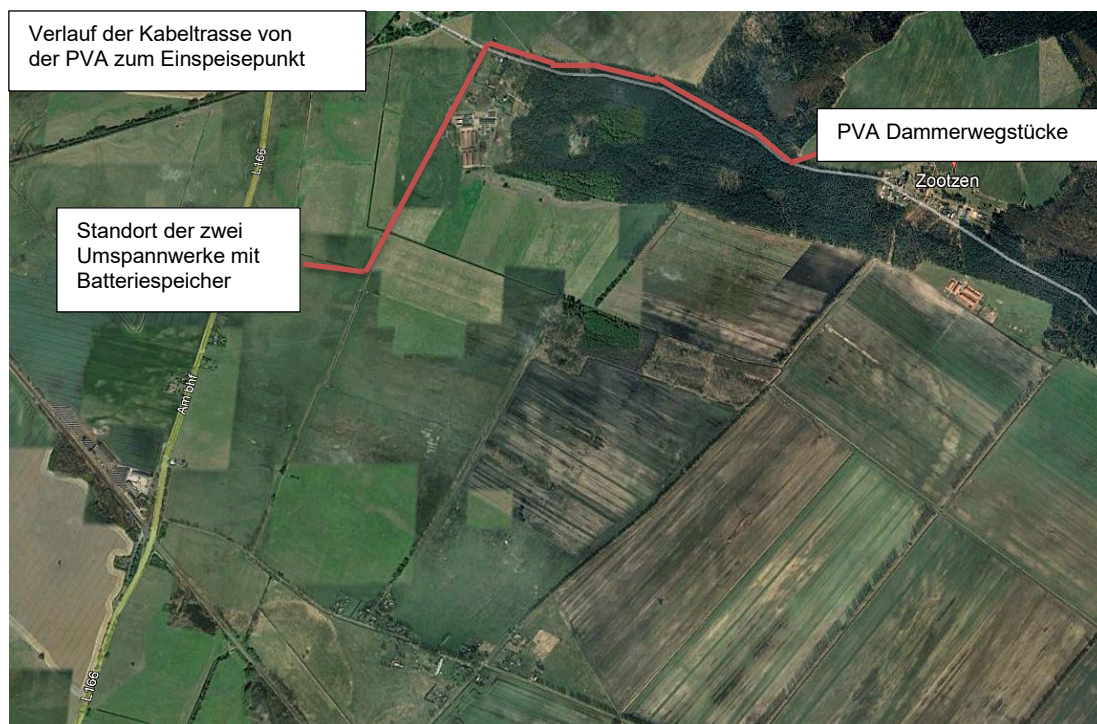 Verlauf der Kabeltrasse von
der PVA zum Einspeisepunkt
L 166
PVA Dammerwegstücke
Zootzen
Standort der zwei
Umspannwerke mit
Batteriespeicher
Am bhf
L 166